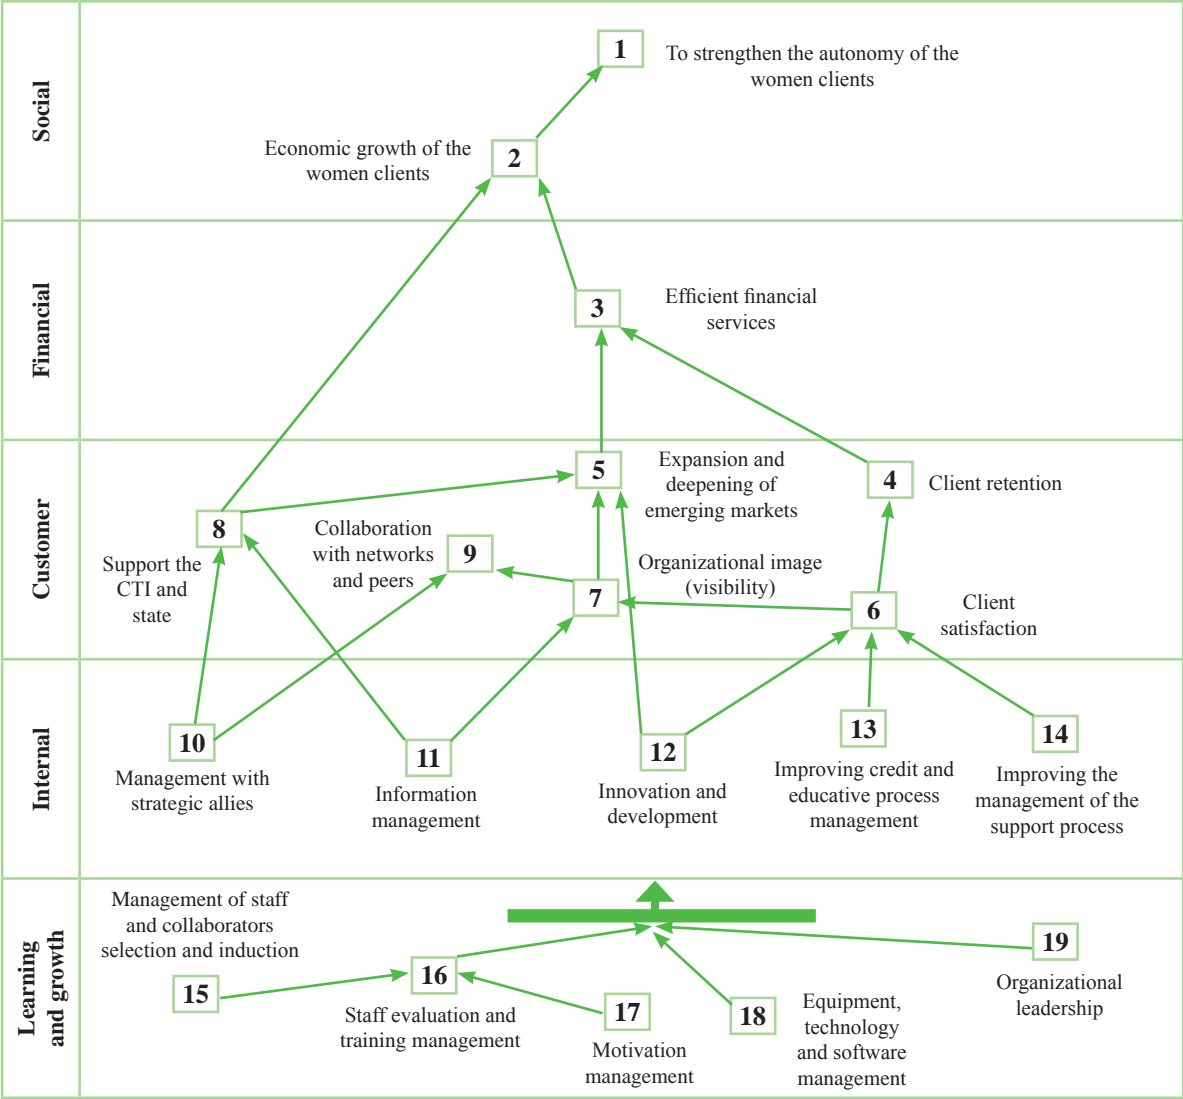 Social
1
To strengthen the autonomy of the
women clients
Economic growth of the
women clients
2
Financial
3
Efficient financial
services
Customer
5
Expansion and
deepening of
emerging markets
4
Client retention
8
Support the
CTI and
state
Collaboration
with networks
and peers
9
Organizational image
(visibility)
7
6
Client
satisfaction
Internal
10
Management with
strategic allies
11
Information
management
12
Innovation and
development
13
Improving credit and
educative process
management
14
Improving the
management of the
support process
Learning
and growth
Management of staff
and collaborators
selection and induction
15
16
Staff evaluation and
training management
17
Motivation
management
18
Equipment,
technology
and software
management
19
Organizational
leadership